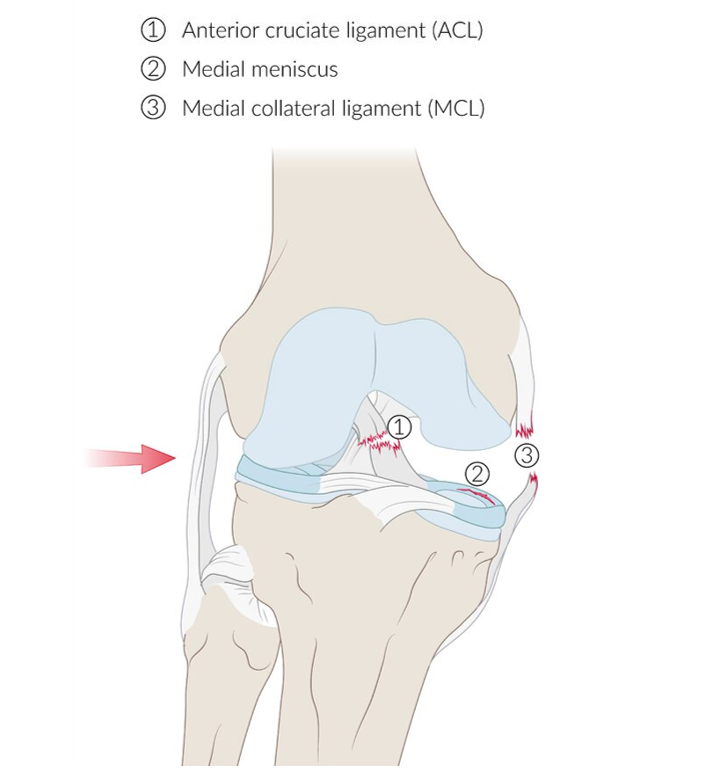 ① Anterior cruciate ligament (ACL)
② Medial meniscus
③ Medial collateral ligament (MCL)
①
②
③